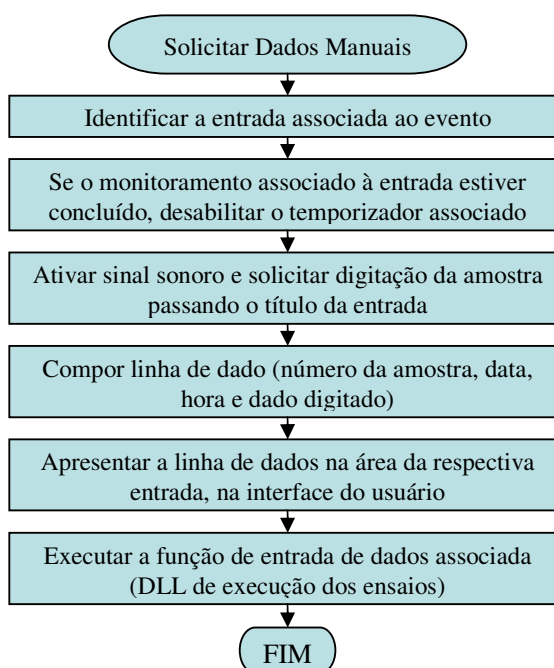 Solicitar Dados Manuais
Identificar a entrada associada ao evento
Se o monitoramento associado à entrada estiver
concluído, desabilitar o temporizador associado
Ativar sinal sonoro e solicitar digitação da amostra
passando o título da entrada
Compor linha de dado (número da amostra, data,
hora e dado digitado)
Apresentar a linha de dados na área da respectiva
entrada, na interface do usuário
Executar a função de entrada de dados associada
(DLL de execução dos ensaios)
FIM